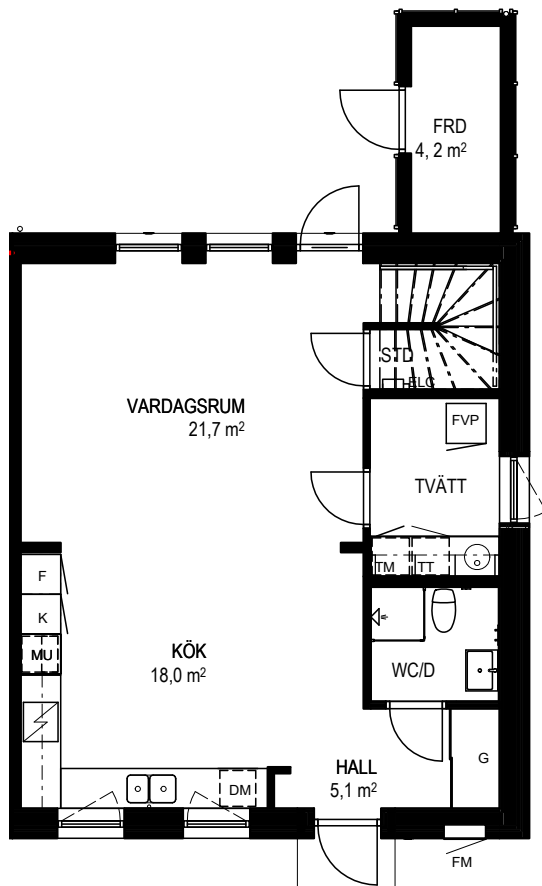 FRD
4,2 m²
STD
ELC
VARDAGSRUM
21,7 m²
FVP
TVÄTT
TM
TT
F
K
MU
KÖK
18,0 m²
WC/D
DM
HALL
5,1 m²
G
FM